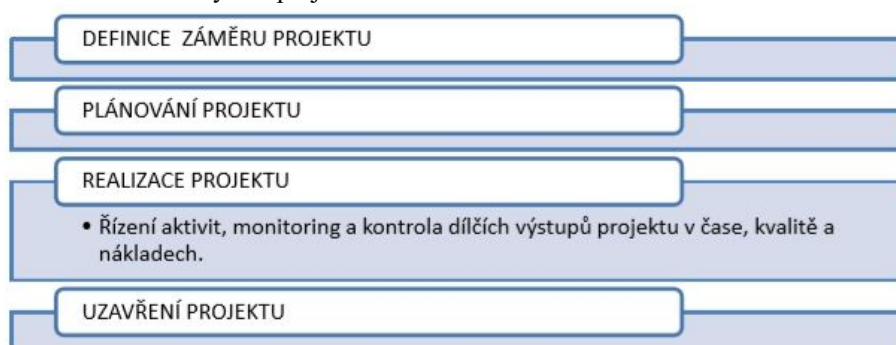 DEFINICE ZÁMĚRU PROJEKTU
PLÁNOVÁNÍ PROJEKTU
REALIZACE PROJEKTU
• Řízení aktivit, monitoring a kontrola dílčích výstupů projektu v čase, kvalitě a
nákladech.
UZAVŘENÍ PROJEKTU